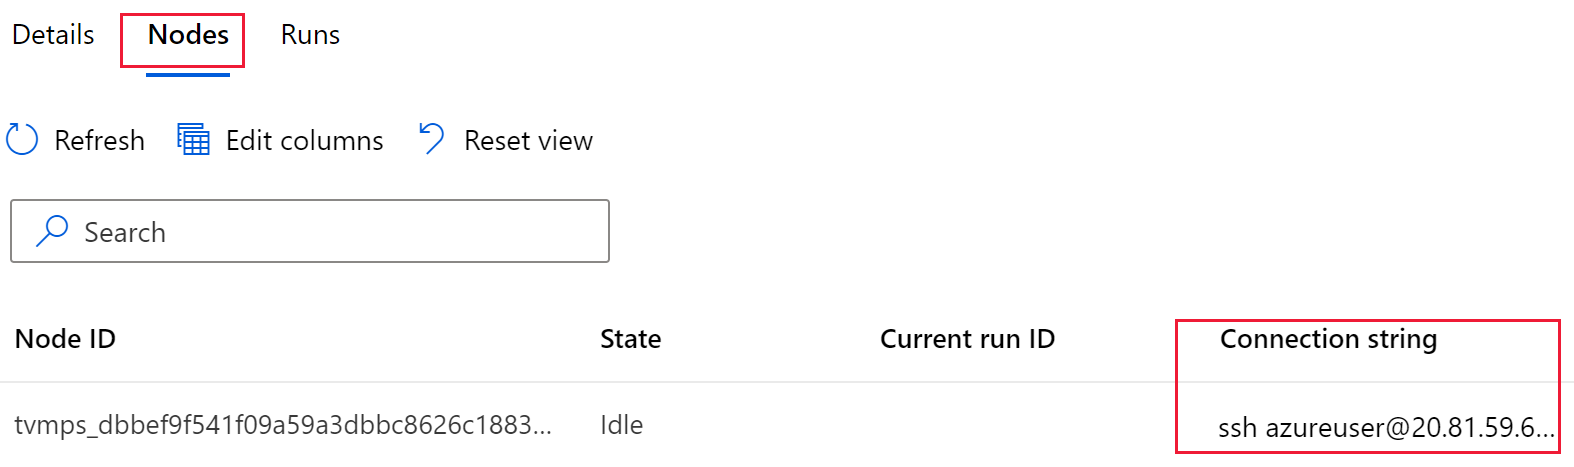 Details Nodes Runs
Refresh Edit columns Reset view
Search
Node ID State Current run ID Connection string
tvmps_dbbef9f541f09a59a3dbbc8626c1883... Idle ssh azureuser@20.81.59.6...